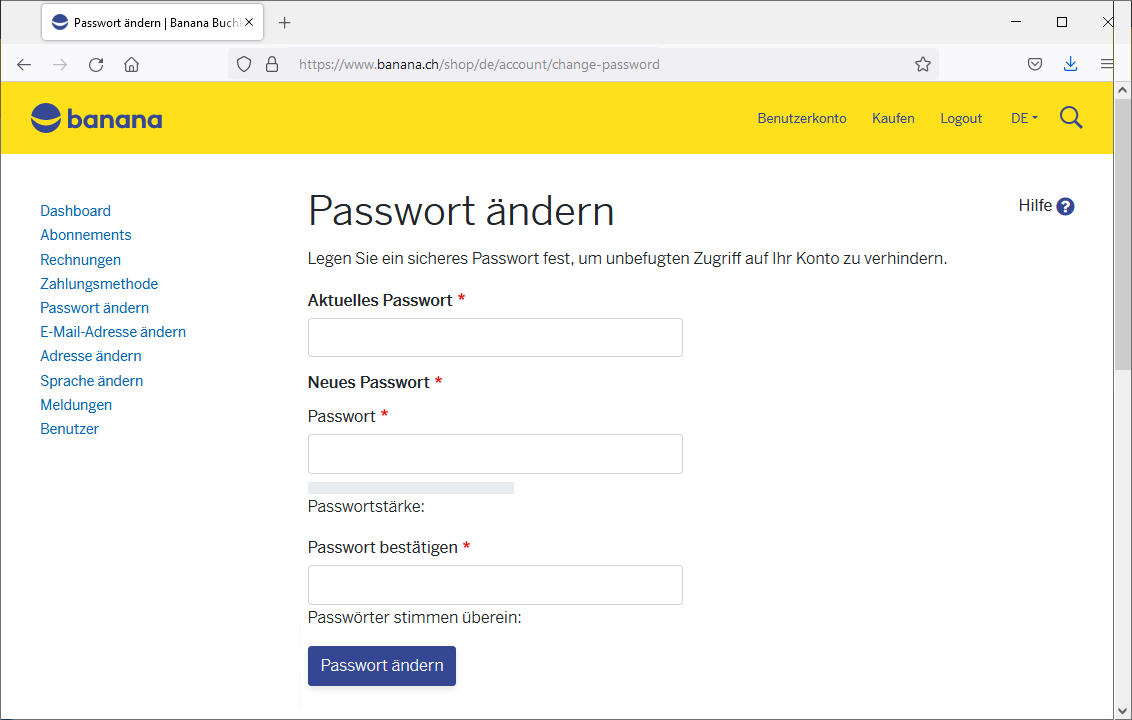 Passwort ändern | Banana Buchl
https://www.banana.ch/shop/de/account/change-password
banana
Benutzerkonto Kaufen Logout DE
Dashboard
Abonnements
Rechnungen
Zahlungsmethode
Passwort ändern
E-Mail-Adresse ändern
Adresse ändern
Sprache ändern
Meldungen
Benutzer
Passwort ändern
Hilfe ?
Legen Sie ein sicheres Passwort fest, um unbefugten Zugriff auf Ihr Konto zu verhindern.
Aktuelles Passwort *
Neues Passwort *
Passwort *
Passwortstärke:
Passwort bestätigen *
Passwörter stimmen überein:
Passwort ändern